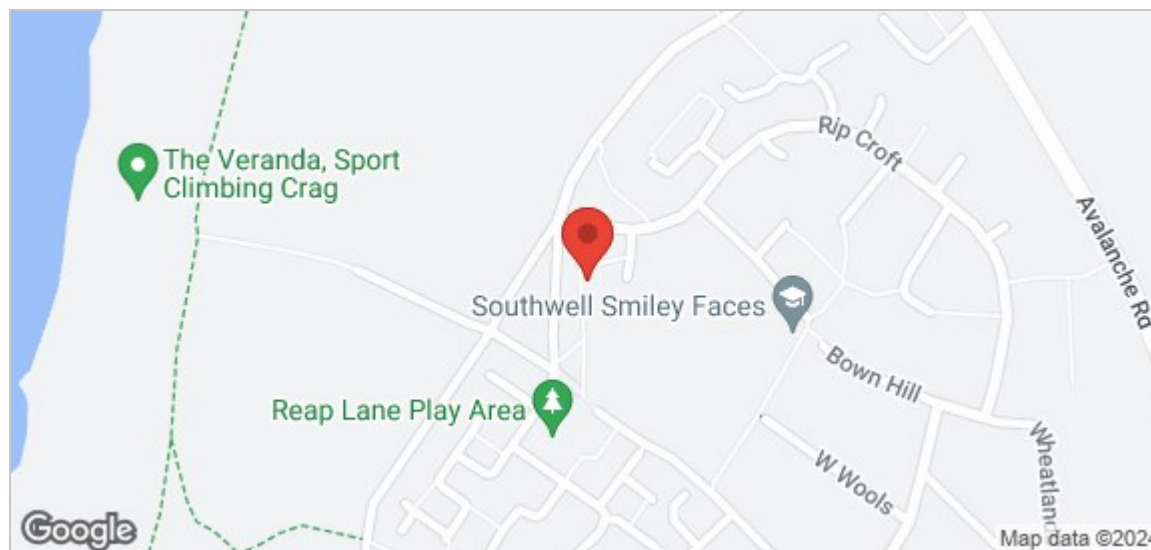 Rip Croft
The Veranda, Sport
Climbing Crag
Avalanche Rd
Southwell Smiley Faces
Bown Hill
Reap Lane Play Area
Wheatland
W Wools
Google
Map data ©2024